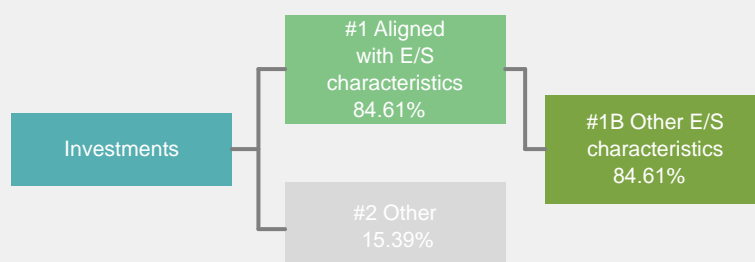 Investments
#1 Aligned
with E/S
characteristics
84.61%
#1B Other E/S
characteristics
84.61%
#2 Other
15.39%